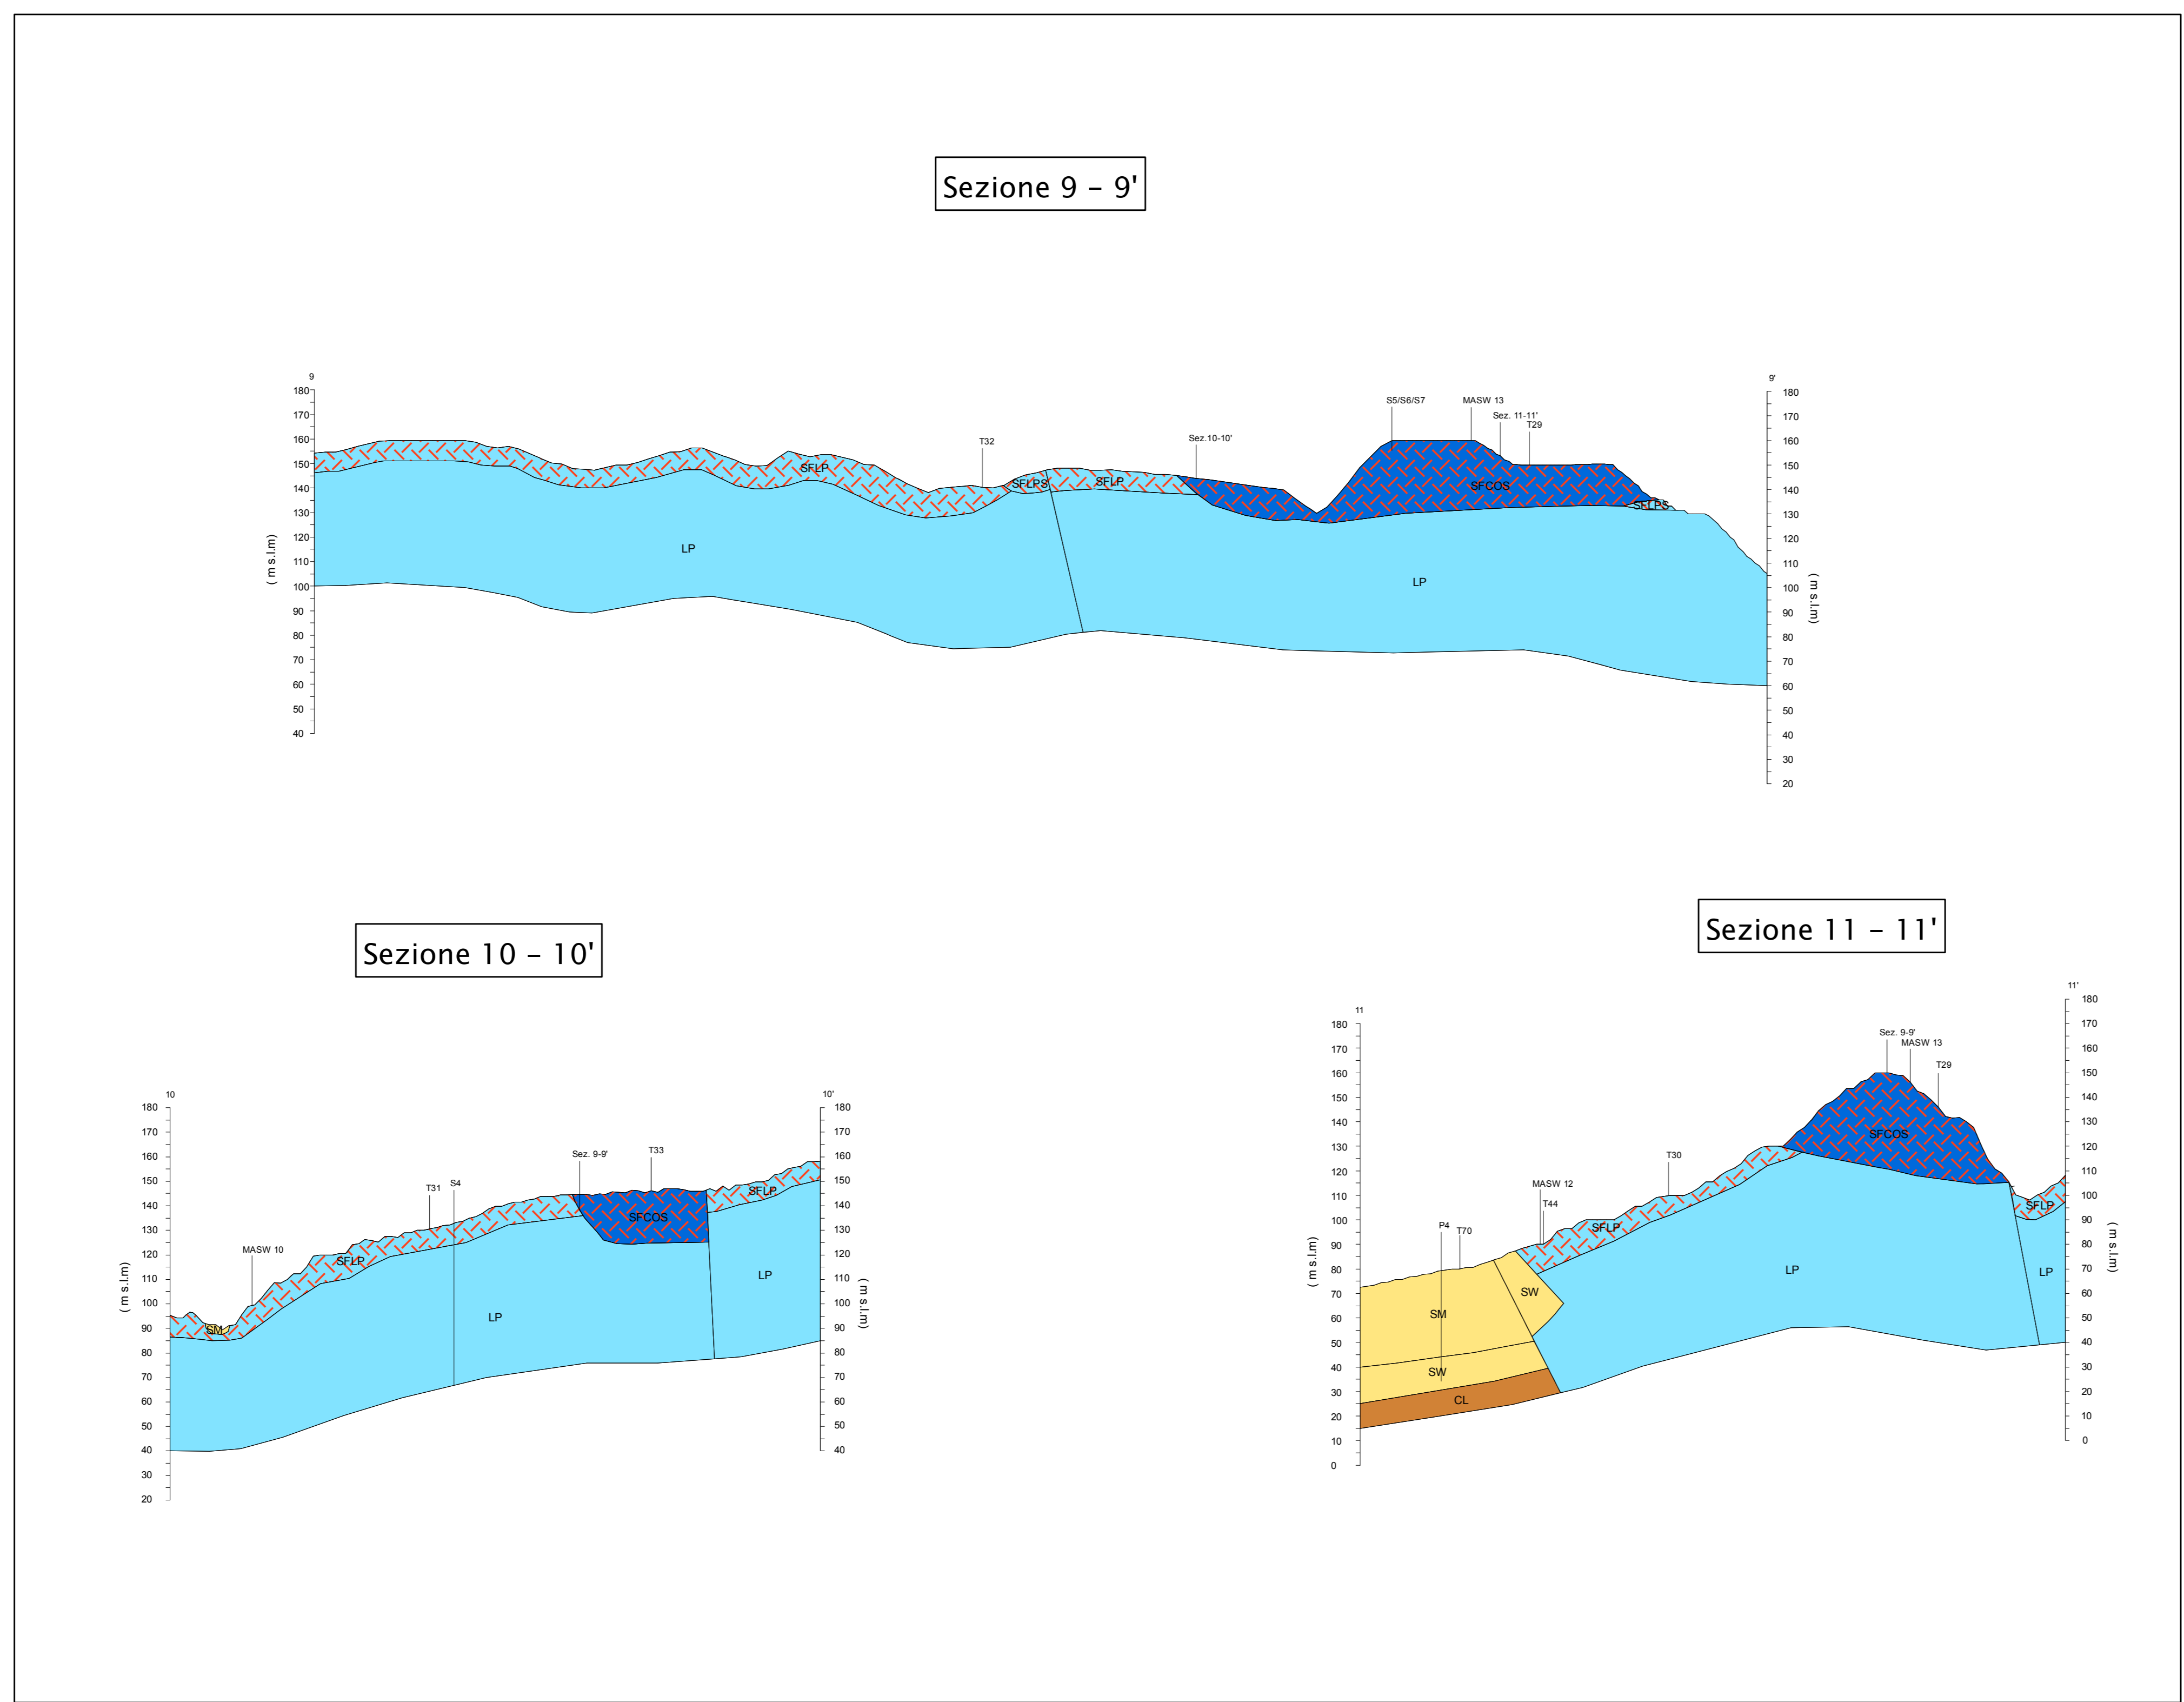 Sezione 9 – 9'
9
9'
180
170
160
150
140
130
120
110
100
90
80
70
60
50
40
( m s.l.m)
T32
Sez.10-10'
S5/S6/S7
MASW 13
Sez. 11-11'
T29
SFLP
SFLPS
SFLP
SFCOS
SFLPS
LP
LP
180
170
160
150
140
130
120
110
100
90
80
70
60
50
40
30
20
( m s.l.m)
Sezione 10 – 10'
10
10'
180
170
160
150
140
130
120
110
100
90
80
70
60
50
40
30
20
( m s.l.m)
MASW 10
T31
S4
Sez. 9-9'
T33
SM
SFLP
SFCOS
SFLP
LP
LP
180
170
160
150
140
130
120
110
100
90
80
70
60
50
40
( m s.l.m)
Sezione 11 – 11'
11
11'
180
170
160
150
140
130
120
110
100
90
80
70
60
50
40
30
20
10
0
( m s.l.m)
P4
T70
MASW 12
T44
T30
Sez. 9-9'
MASW 13
T29
SFCOS
SFLP
SFLP
SW
SM
LP
LP
SW
CL
180
170
160
150
140
130
120
110
100
90
80
70
60
50
40
30
20
10
0
( m s.l.m)